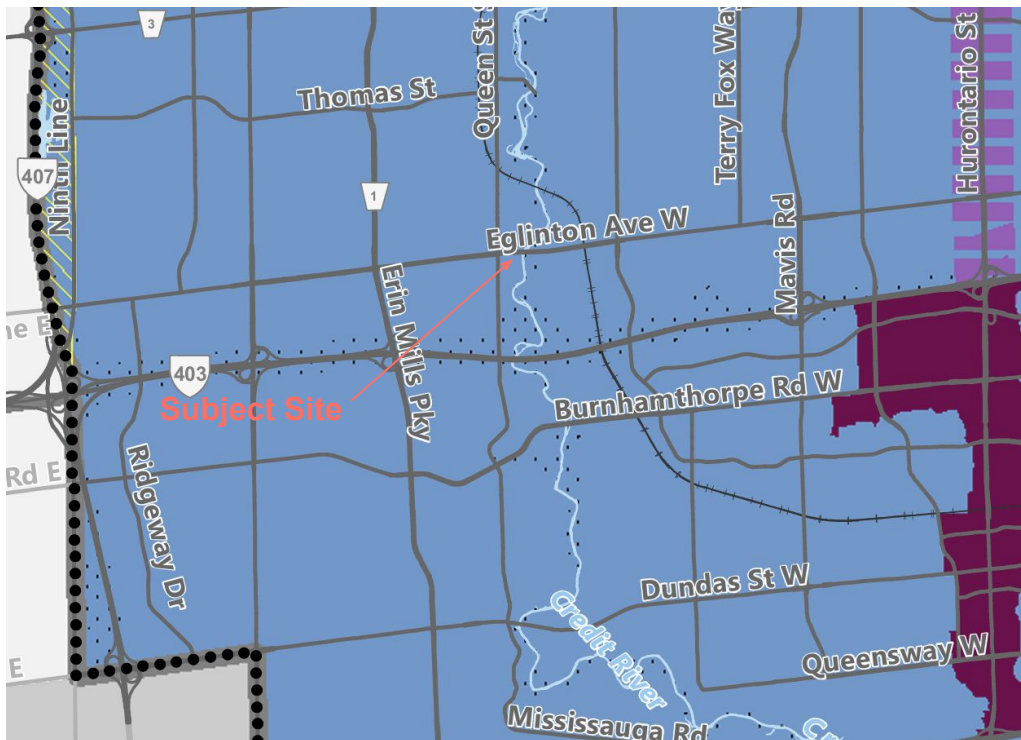 3
Thomas St
Queen St S
Terry Fox Way
Hurontario St
Ninth Line
407
1
Eglinton Ave W
Erin Mills Pky
Mavis Rd
ne E
403
Subject Site
Burnhamthorpe Rd W
Rd E
Ridgeway Dr
Dundas St W
Credit River
Queensway W
E
Mississauga Rd